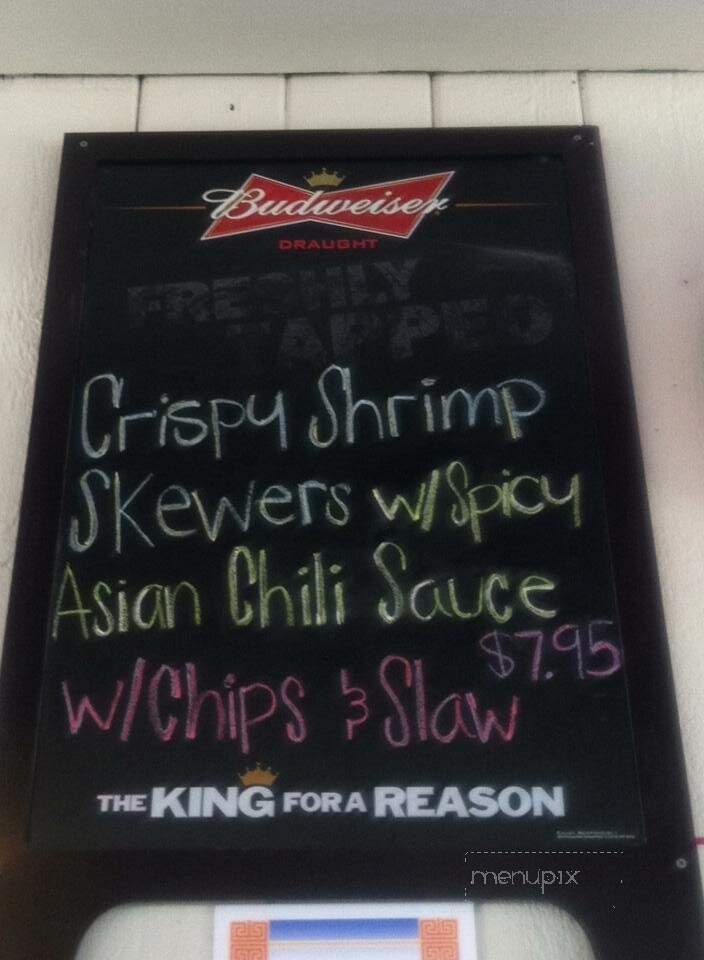 Budweiser
DRAUGHT
FRESHLY
TAPPED
Crispy Shrimp
Skewers w/Spicy
Asian Chili Sauce
$7.95
w/Chips & Slaw
THE KING FOR A REASON
menupix